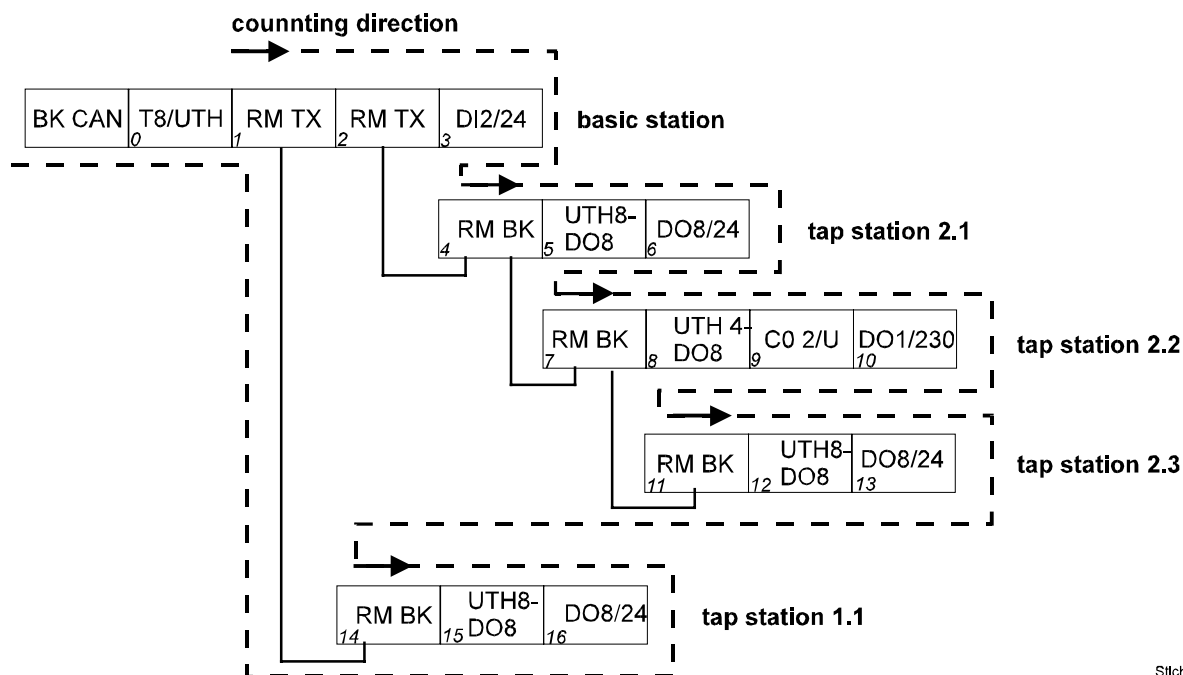 counnting direction
BK CAN T8/UTH RM TX RM TX DI2/24 basic station
0 1 2 3
RM BK UTH8-DO8 DO8/24 tap station 2.1
4 5 6
RM BK UTH 4-DO8 C0 2/U DO1/230 tap station 2.2
7 8 9 10
RM BK UTH8-DO8 DO8/24 tap station 2.3
11 12 13
RM BK UTH8-DO8 DO8/24 tap station 1.1
14 15 16